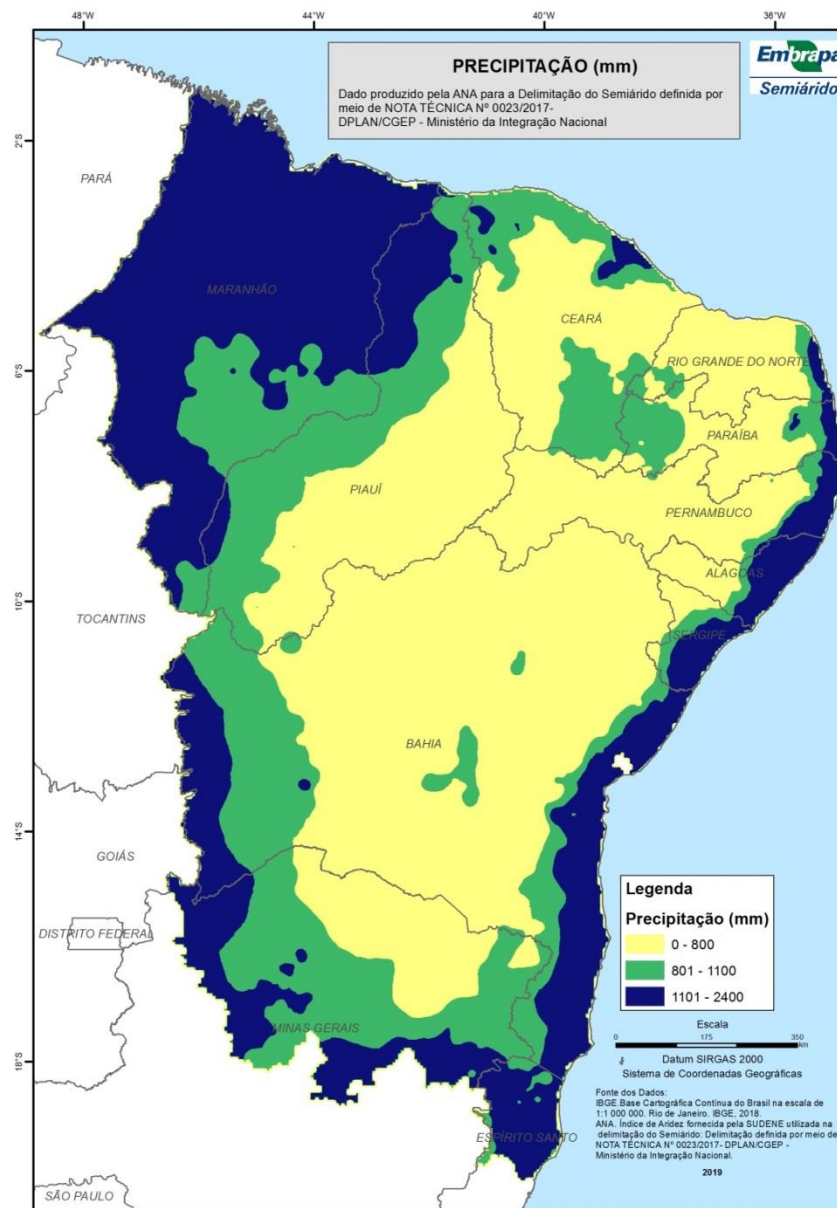 48°W
44°W
40°W
36°W
PRECIPITAÇÃO (mm)
Dado produzido pela ANA para a Delimitação do Semiárido definida por
meio de NOTA TÉCNICA Nº 0023/2017-
DPLAN/CGEP - Ministério da Integração Nacional
Embrapa
Semiárido
2°S
PARÁ
MARANHÃO
CEARÁ
6°S
RIO GRANDE DO NORTE
PARAÍBA
PIAUÍ
PERNAMBUCO
ALAGOAS
10°S
TOCANTINS
SERGIPE
BAHIA
14°S
GOIÁS
DISTRITO FEDERAL
MINAS GERAIS
18°S
ESPÍRITO SANTO
SÃO PAULO
Legenda
Precipitação (mm)
0 - 800
801 - 1100
1101 - 2400
Escala
0 175 350
km
Datum SIRGAS 2000
Sistema de Coordenadas Geográficas
Fonte dos Dados:
IBGE.Base Cartográfica Contínua do Brasil na escala de
1:1 000 000. Rio de Janeiro. IBGE, 2018.
ANA. Índice de Aridez fornecida pela SUDENE utilizada na
delimitação do Semiárido: Delimitação definida por meio de
NOTA TÉCNICA Nº 0023/2017- DPLAN/CGEP -
Ministério da Integração Nacional.
2019